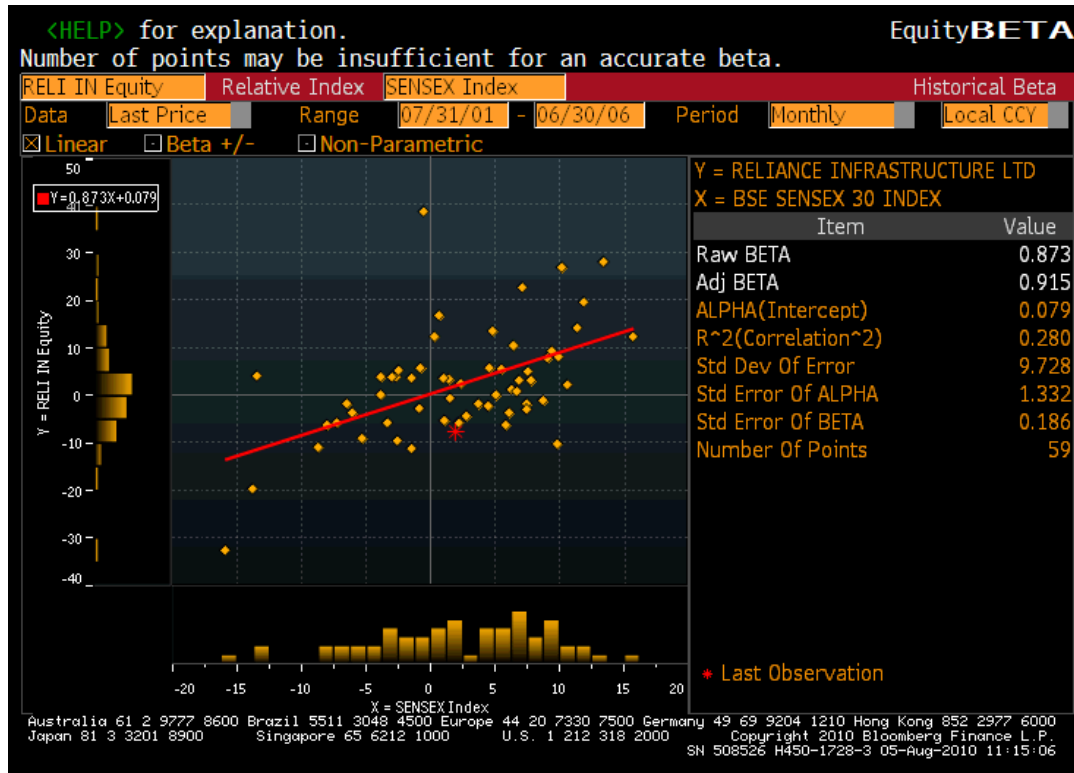 <HELP> for explanation. EquityBETA
Number of points may be insufficient for an accurate beta.
RELI IN Equity Relative Index SENSEX Index Historical Beta
Data Last Price Range 07/31/01 - 06/30/06 Period Monthly Local CCY
Linear Beta +/- Non-Parametric
Y = RELIANCE INFRASTRUCTURE LTD
X = BSE SENSEX 30 INDEX
Item Value
Raw BETA 0.873
Adj BETA 0.915
ALPHA(Intercept) 0.079
R^2(Correlation^2) 0.280
Std Dev Of Error 9.728
Std Error Of ALPHA 1.332
Std Error Of BETA 0.186
Number Of Points 59
* Last Observation
Y=0.873X+0.079
50
40
30
20
10
0
-10
-20
-30
-40
Y = RELI IN Equity
-20 -15 -10 -5 0 5 10 15 20
X = SENSEX Index
Australia 61 2 9777 8600 Brazil 5511 3048 4500 Europe 44 20 7330 7500 Germany 49 69 9204 1210 Hong Kong 852 2977 6000
Japan 81 3 3201 8900 Singapore 65 6212 1000 U.S. 1 212 318 2000 Copyright 2010 Bloomberg Finance L.P.
SN 508526 H450-1728-3 05-Aug-2010 11:15:06